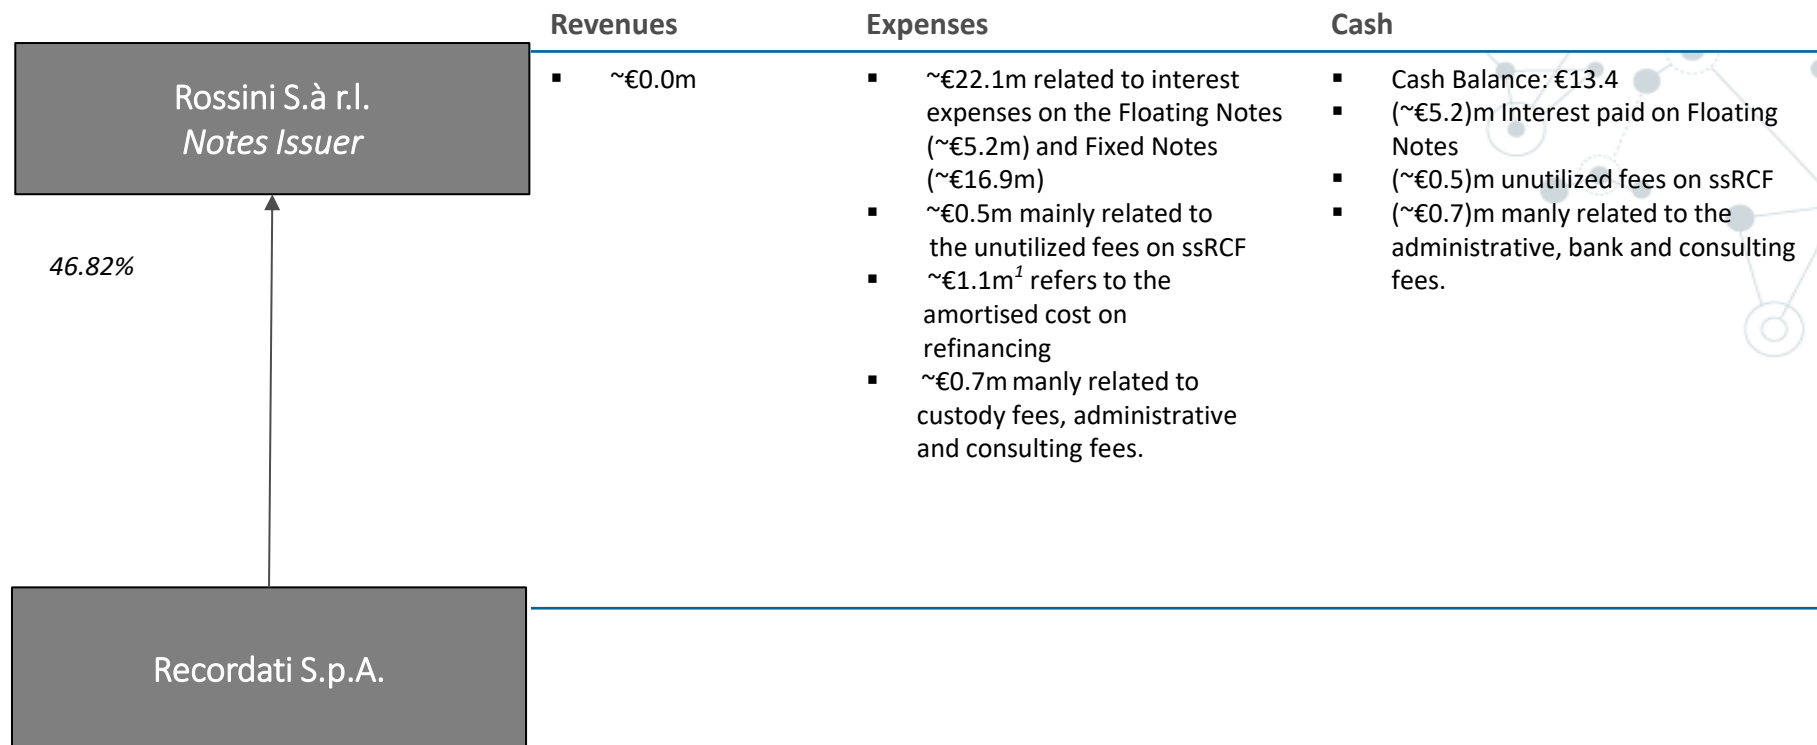 Revenues Expenses Cash
Rossini S.à r.l.
Notes Issuer
46.82%
Recordati S.p.A.
▪ ~€0.0m
▪ ~€22.1m related to interest
expenses on the Floating Notes
(~€5.2m) and Fixed Notes
(~€16.9m)
▪ ~€0.5m mainly related to
the unutilized fees on ssRCF
▪ ~€1.1m¹ refers to the
amortised cost on
refinancing
▪ ~€0.7m manly related to
custody fees, administrative
and consulting fees.
▪ Cash Balance: €13.4
▪ (~€5.2)m Interest paid on Floating
Notes
▪ (~€0.5)m unutilized fees on ssRCF
▪ (~€0.7)m manly related to the
administrative, bank and consulting
fees.